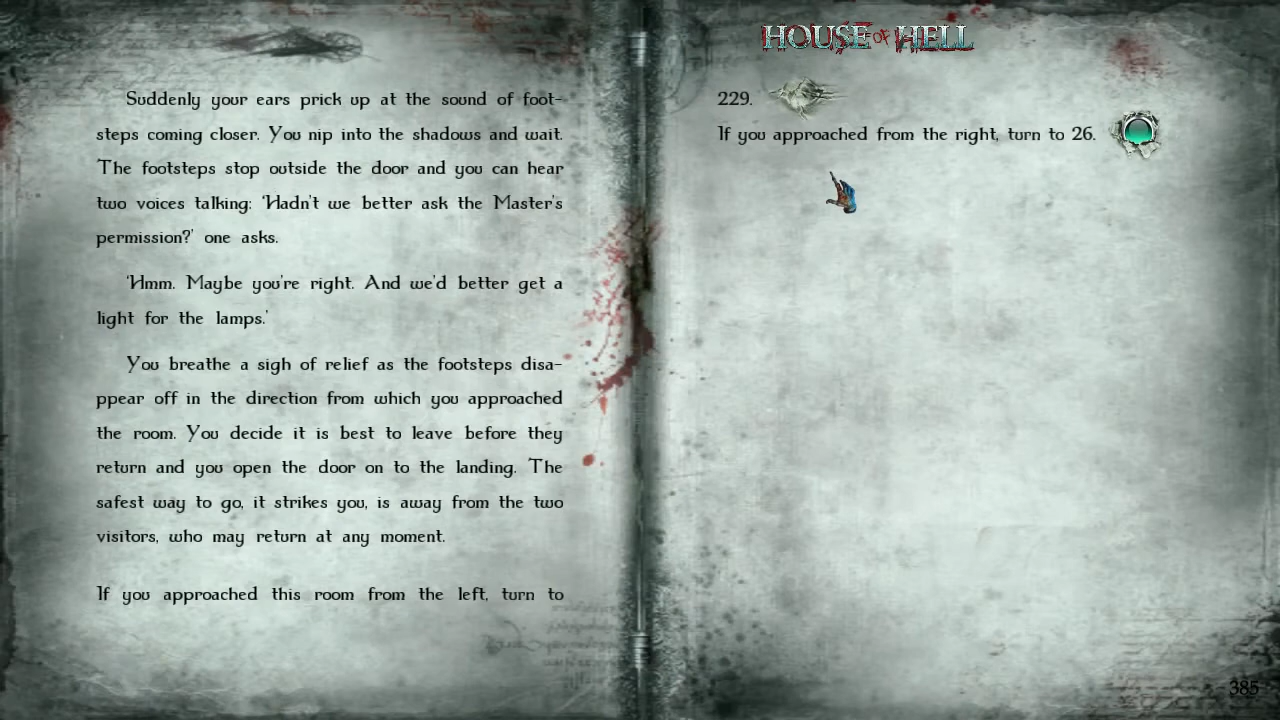 Suddenly your ears prick up at the sound of foot-
steps coming closer. You nip into the shadows and wait.
The footsteps stop outside the door and you can hear
two voices talking: 'Hadn't we better ask the Master's
permission?' one asks.
'Hmm. Maybe you're right. And we'd better get a
light for the lamps.'
You breathe a sigh of relief as the footsteps disa-
ppear off in the direction from which you approached
the room. You decide it is best to leave before they
return and you open the door on to the landing. The
safest way to go, it strikes you, is away from the two
visitors, who may return at any moment.
If you approached this room from the left, turn to
HOUSE OF HELL
229.
If you approached from the right, turn to 26.
385